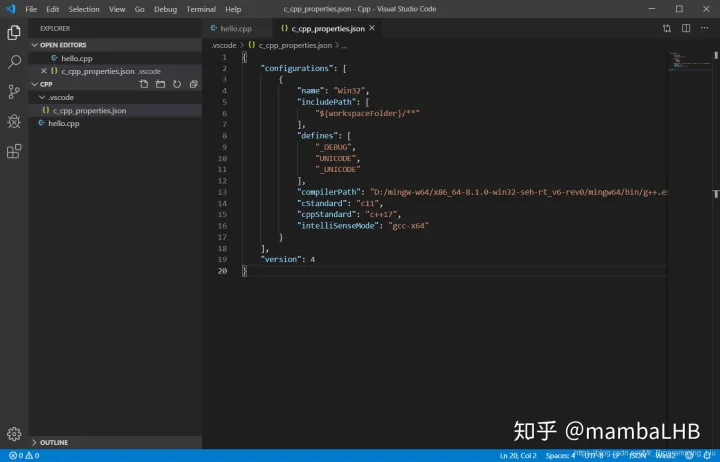 File Edit Selection View Go Debug Terminal Help
c_cpp_properties.json - Cpp - Visual Studio Code
EXPLORER
OPEN EDITORS
hello.cpp
c_cpp_properties.json .vscode
CPP
.vscode
c_cpp_properties.json
hello.cpp
OUTLINE
hello.cpp
c_cpp_properties.json
.vscode > c_cpp_properties.json > ...
1 {
2 "configurations": [
3 {
4 "name": "Win32",
5 "includePath": [
6 "${workspaceFolder}/**"
7 ],
8 "defines": [
9 "_DEBUG",
10 "UNICODE",
11 "_UNICODE"
12 ],
13 "compilerPath": "D:/mingw-w64/x86_64-8.1.0-win32-seh-rt_v6-rev0/mingw64/bin/g++.ex
14 "cStandard": "c11",
15 "cppStandard": "c++17",
16 "intelliSenseMode": "gcc-x64"
17 }
18 ],
19 "version": 4
20 }
知乎 @mambaLHB
0 0
Ln 20, Col 2 Spaces: 4 UTF-8 LF JSON Win32